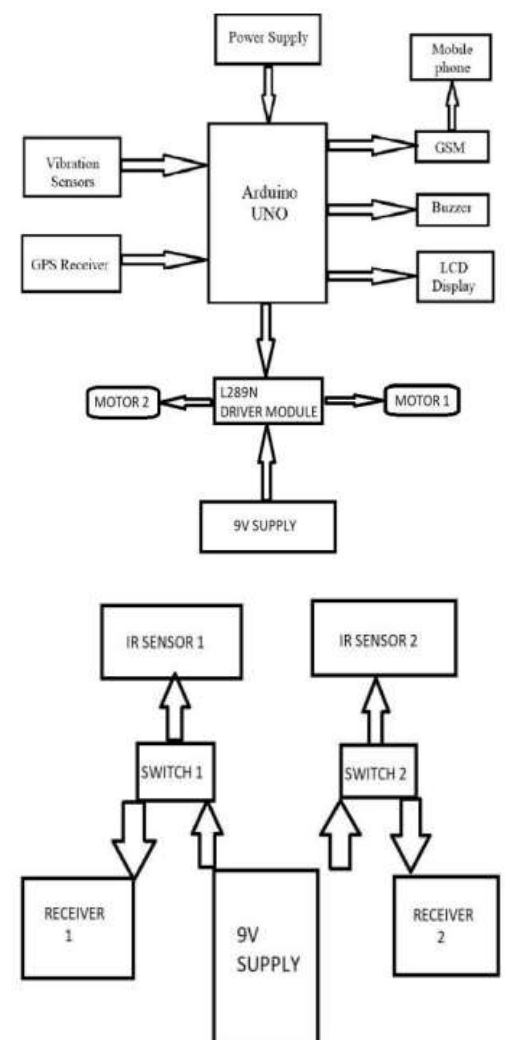 Power Supply
Mobile
phone
Vibration
Sensors
Arduino
UNO
GSM
Buzzer
GPS Receiver
LCD
Display
MOTOR 2
L289N
DRIVER MODULE
MOTOR 1
9V SUPPLY
IR SENSOR 1
IR SENSOR 2
SWITCH 1
SWITCH 2
RECEIVER
1
9V
SUPPLY
RECEIVER
2